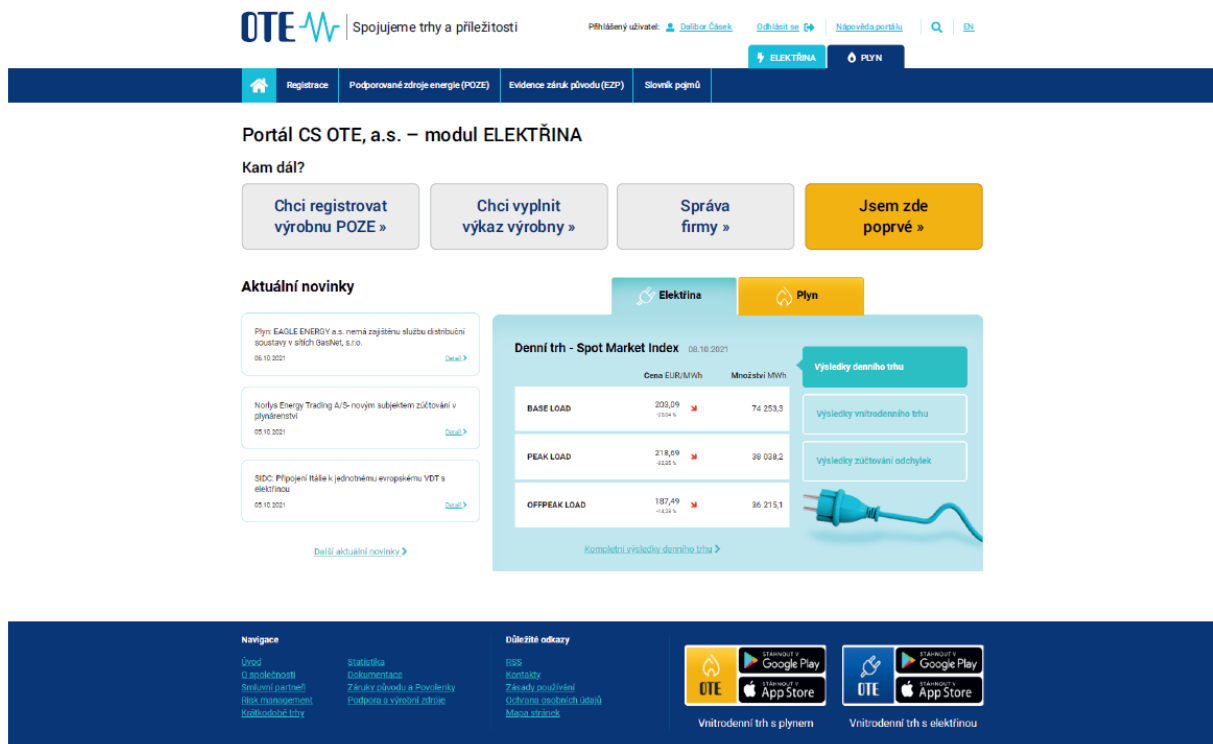 OTE Spojujeme trhy a příležitosti
Přihlášený uživatel: Dalibor Čásek Odhlásit se Nápověda portálu EN
ELEKTŘINA PLYN
Registrace Podporované zdroje energie (POZE) Evidence záruk původu (EZP) Slovník pojmů
Portál CS OTE, a.s. – modul ELEKTŘINA
Kam dál?
Chci registrovat
výrobnu POZE »
Chci vyplnit
výkaz výrobny »
Správa
firmy »
Jsem zde
poprvé »
Aktuální novinky
Plyn: EAGLE ENERGY a.s. nemá zajištěnu službu distribuční
soustavy v sítích GasNet, s.r.o.
06.10.2021 Detail
Norlys Energy Trading A/S- novým subjektem zúčtování v
plynárenství
05.10.2021 Detail
SIDC: Připojení Itálie k jednotnému evropskému VDT s
elektřinou
05.10.2021 Detail
Další aktuální novinky
Elektřina Plyn
Denní trh - Spot Market Index 08.10.2021
Cena EUR/MWh Množství MWh
BASE LOAD 203,09 74 253,3
PEAK LOAD 218,69 38 038,2
OFFPEAK LOAD 187,49 36 215,1
Kompletní výsledky denního trhu
Výsledky denního trhu
Výsledky vnitrodenního trhu
Výsledky zúčtování odchylek
Navigace
Úvod
O společnosti
Smluvní partneři
Risk management
Krátkodobé trhy
Statistika
Dokumentace
Záruky původu a Povolenky
Podpora a výrobní zdroje
Důležité odkazy
RSS
Kontakty
Zásady používání
Ochrana osobních údajů
Mapa stránek
OTE
STÁHNOUT V
Google Play
STÁHNOUT V
App Store
Vnitrodenní trh s plynem
OTE
STÁHNOUT V
Google Play
STÁHNOUT V
App Store
Vnitrodenní trh s elektřinou